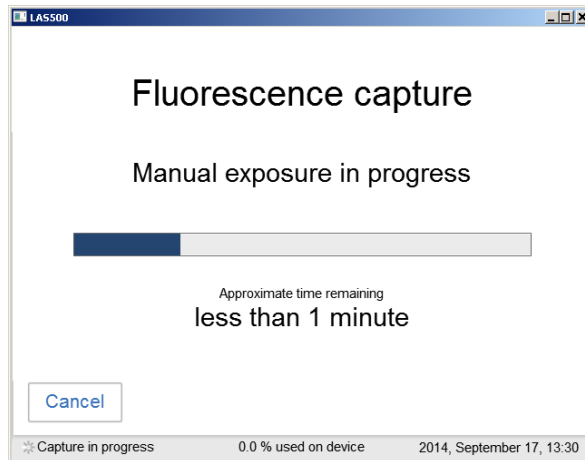 LAS500
Fluorescence capture
Manual exposure in progress
Approximate time remaining
less than 1 minute
Cancel
Capture in progress 0.0 % used on device 2014, September 17, 13:30